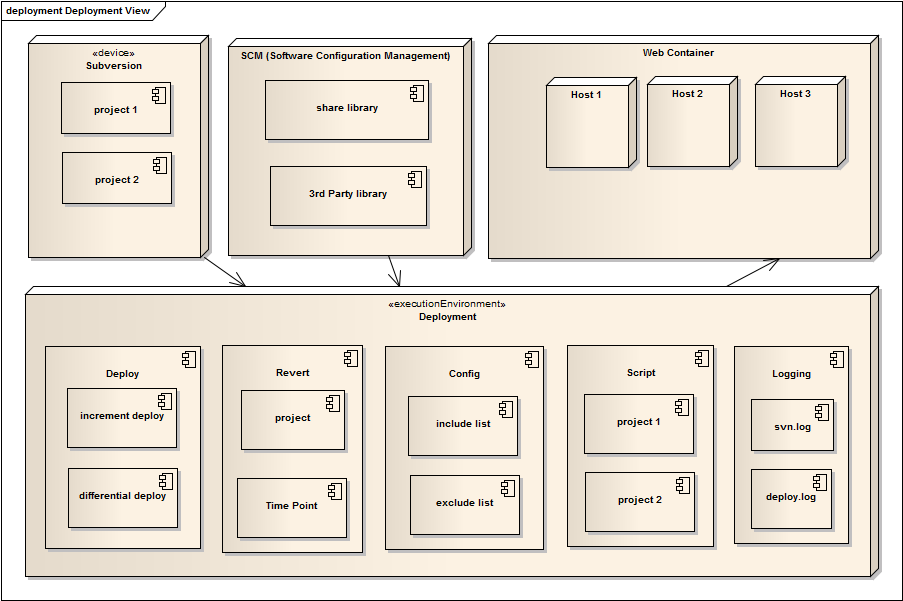 deployment Deployment View
«device»
Subversion
project 1
project 2
SCM (Software Configuration Management)
share library
3rd Party library
Web Container
Host 1
Host 2
Host 3
«executionEnvironment»
Deployment
Deploy
increment deploy
differential deploy
Revert
project
Time Point
Config
include list
exclude list
Script
project 1
project 2
Logging
svn.log
deploy.log